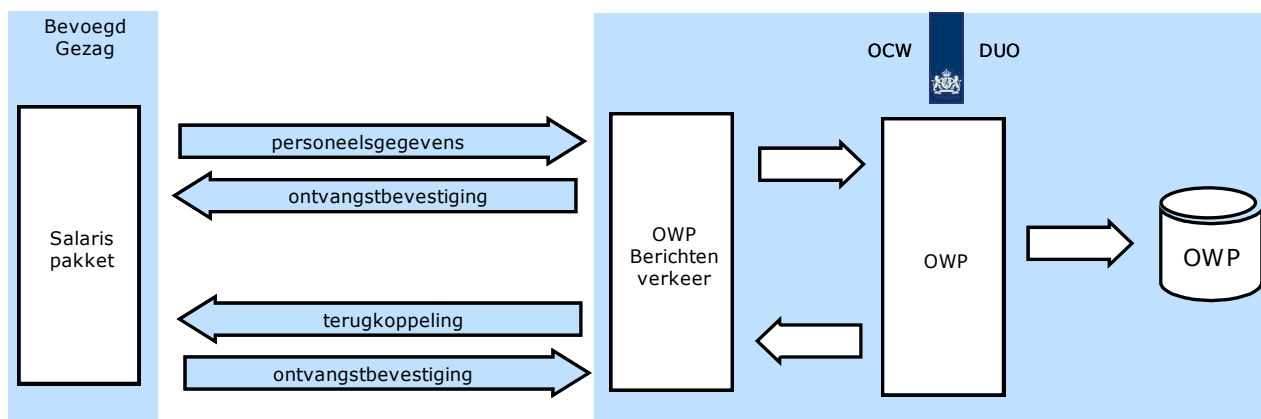 Bevoegd
Gezag
OCW
DUO
personeelsgegevens
ontvangstbevestiging
Salaris
pakket
OWP
Berichten
verkeer
OWP
OWP
terugkoppeling
ontvangstbevestiging